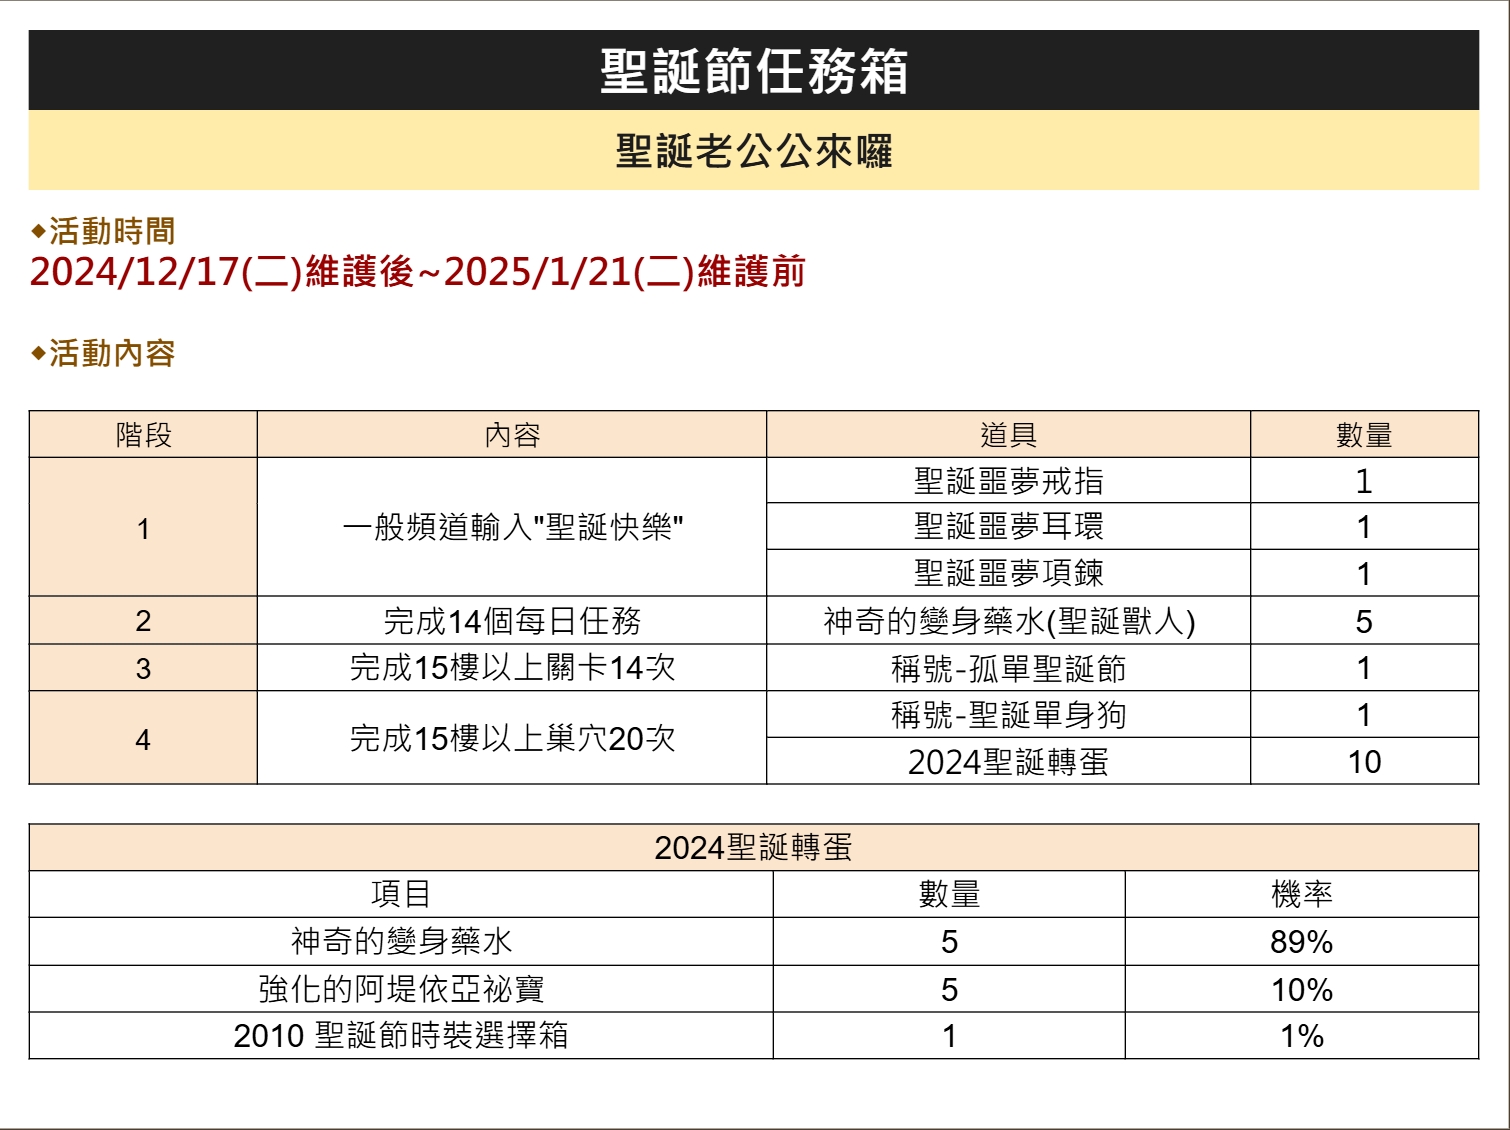 聖誕節任務箱
聖誕老公公來囉
◆活動時間
2024/12/17(二)維護後~2025/1/21(二)維護前
◆活動內容
階段 內容 道具 數量
1 一般頻道輸入"聖誕快樂" 聖誕噩夢戒指 1
聖誕噩夢耳環 1
聖誕噩夢項鍊 1
2 完成14個每日任務 神奇的變身藥水(聖誕獸人) 5
3 完成15樓以上關卡14次 稱號-孤單聖誕節 1
4 完成15樓以上巢穴20次 稱號-聖誕單身狗 1
2024聖誕轉蛋 10
2024聖誕轉蛋
項目 數量 機率
神奇的變身藥水 5 89%
強化的阿堤依亞祕寶 5 10%
2010 聖誕節時裝選擇箱 1 1%